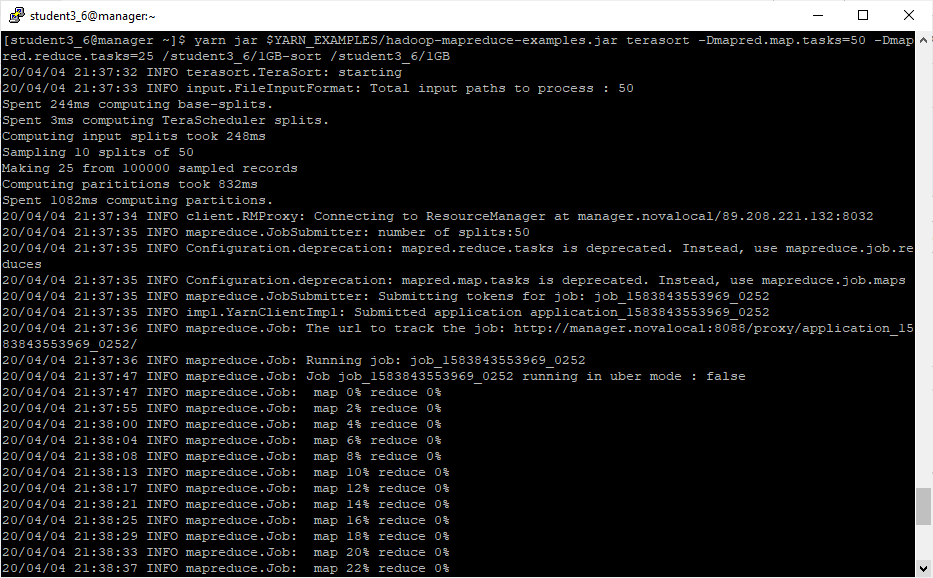 student3_6@manager:~
[student3_6@manager ~]$ yarn jar $YARN_EXAMPLES/hadoop-mapreduce-examples.jar terasort -Dmapred.map.tasks=50 -Dmap
red.reduce.tasks=25 /student3_6/1GB-sort /student3_6/1GB
20/04/04 21:37:32 INFO terasort.TeraSort: starting
20/04/04 21:37:33 INFO input.FileInputFormat: Total input paths to process : 50
Spent 244ms computing base-splits.
Spent 3ms computing TeraScheduler splits.
Computing input splits took 248ms
Sampling 10 splits of 50
Making 25 from 100000 sampled records
Computing parititions took 832ms
Spent 1082ms computing partitions.
20/04/04 21:37:34 INFO client.RMProxy: Connecting to ResourceManager at manager.novalocal/89.208.221.132:8032
20/04/04 21:37:35 INFO mapreduce.JobSubmitter: number of splits:50
20/04/04 21:37:35 INFO Configuration.deprecation: mapred.reduce.tasks is deprecated. Instead, use mapreduce.job.re
duces
20/04/04 21:37:35 INFO Configuration.deprecation: mapred.map.tasks is deprecated. Instead, use mapreduce.job.maps
20/04/04 21:37:35 INFO mapreduce.JobSubmitter: Submitting tokens for job: job_1583843553969_0252
20/04/04 21:37:35 INFO impl.YarnClientImpl: Submitted application application_1583843553969_0252
20/04/04 21:37:36 INFO mapreduce.Job: The url to track the job: http://manager.novalocal:8088/proxy/application_15
83843553969_0252/
20/04/04 21:37:36 INFO mapreduce.Job: Running job: job_1583843553969_0252
20/04/04 21:37:47 INFO mapreduce.Job: Job job_1583843553969_0252 running in uber mode : false
20/04/04 21:37:47 INFO mapreduce.Job:  map 0% reduce 0%
20/04/04 21:37:55 INFO mapreduce.Job:  map 2% reduce 0%
20/04/04 21:38:00 INFO mapreduce.Job:  map 4% reduce 0%
20/04/04 21:38:04 INFO mapreduce.Job:  map 6% reduce 0%
20/04/04 21:38:08 INFO mapreduce.Job:  map 8% reduce 0%
20/04/04 21:38:13 INFO mapreduce.Job:  map 10% reduce 0%
20/04/04 21:38:17 INFO mapreduce.Job:  map 12% reduce 0%
20/04/04 21:38:21 INFO mapreduce.Job:  map 14% reduce 0%
20/04/04 21:38:25 INFO mapreduce.Job:  map 16% reduce 0%
20/04/04 21:38:29 INFO mapreduce.Job:  map 18% reduce 0%
20/04/04 21:38:33 INFO mapreduce.Job:  map 20% reduce 0%
20/04/04 21:38:37 INFO mapreduce.Job:  map 22% reduce 0%